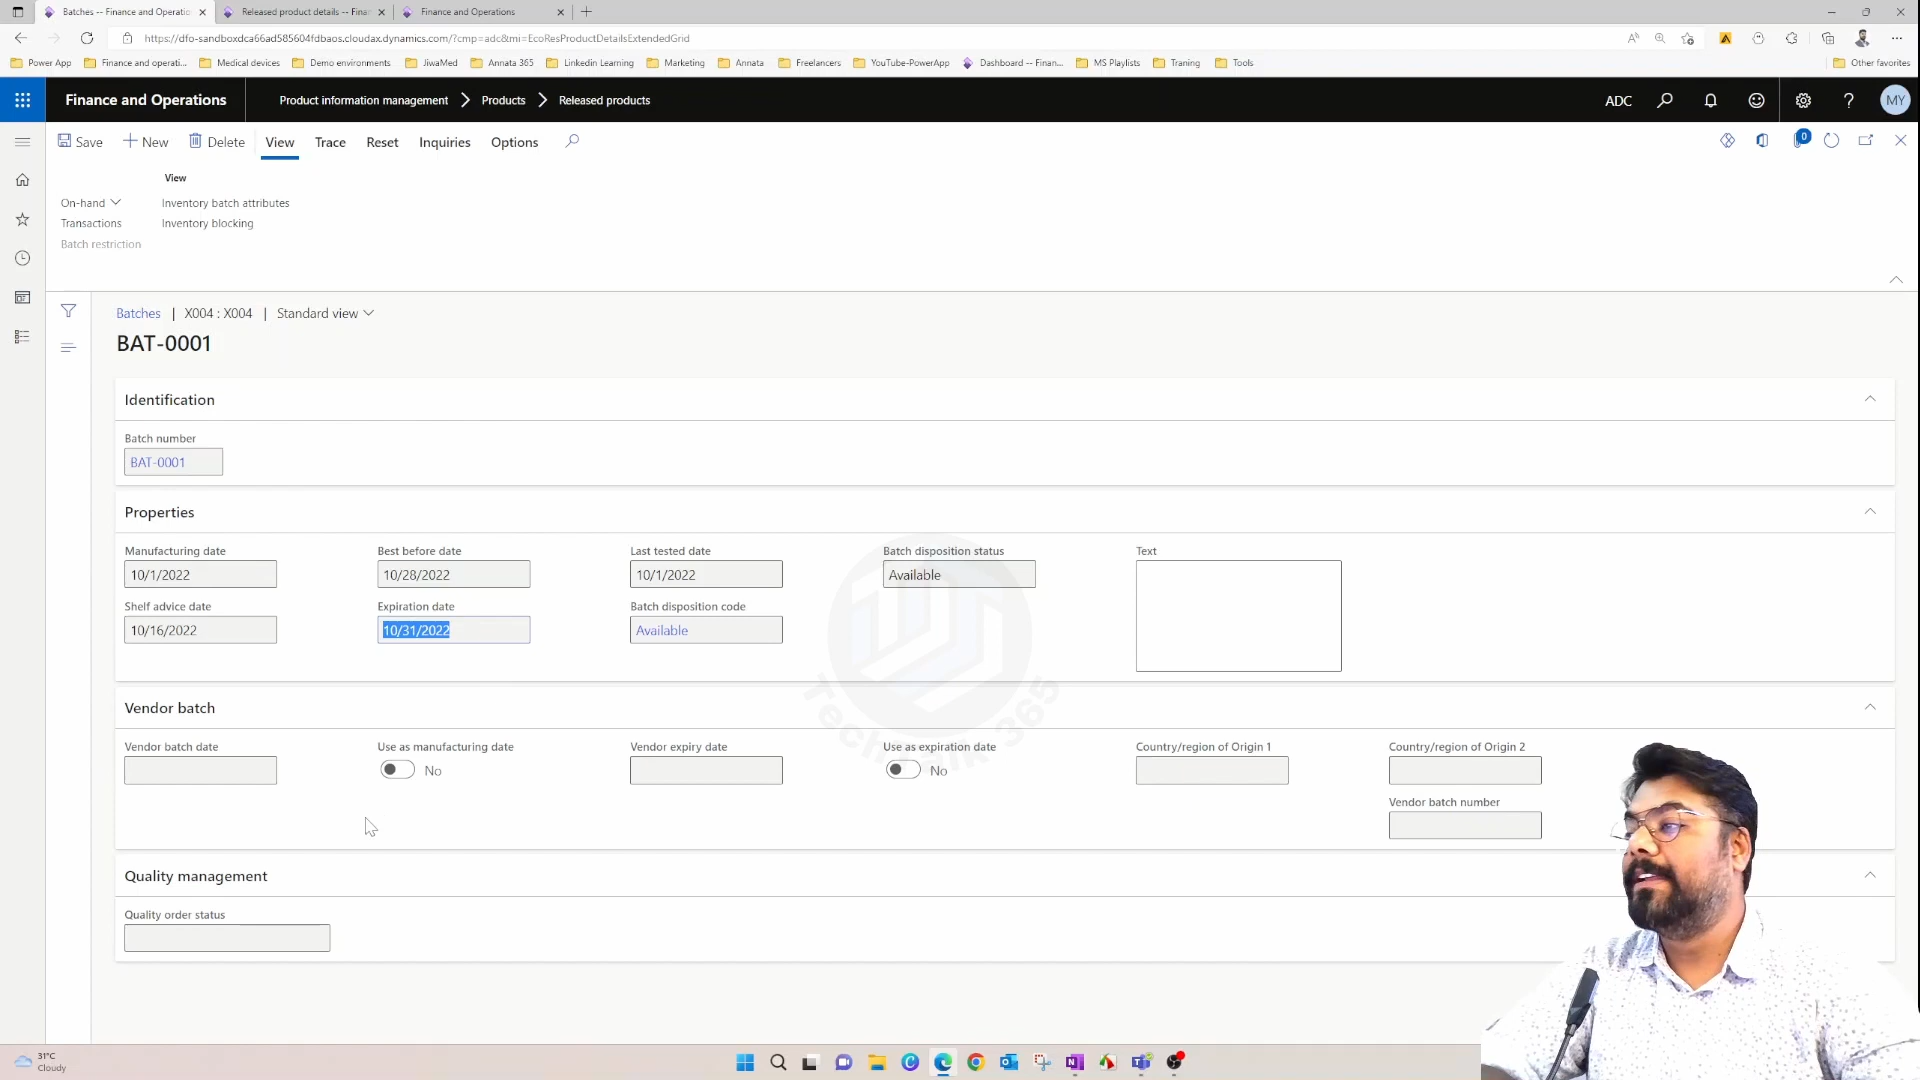 Batches -- Finance and Operatio
Released product details -- Finan
Finance and Operations
https://dfo-sandboxdca66ad585604fdbaos.cloudax.dynamics.com/?cmp=adc&mi=EcoResProductDetailsExtendedGrid
Power App
Finance and operati...
Medical devices
Demo environments
JiwaMed
Annata 365
Linkedin Learning
Marketing
Annata
Freelancers
YouTube-PowerApp
Dashboard -- Finan...
MS Playlists
Traning
Tools
Other favorites
Finance and Operations
Product information management
Products
Released products
ADC
MY
Save
New
Delete
View
Trace
Reset
Inquiries
Options
0
View
On-hand
Inventory batch attributes
Transactions
Inventory blocking
Batch restriction
Batches | X004 : X004 | Standard view
BAT-0001
Identification
Batch number
BAT-0001
Properties
Manufacturing date
Best before date
Last tested date
Batch disposition status
Text
10/1/2022
10/28/2022
10/1/2022
Available
Shelf advice date
Expiration date
Batch disposition code
10/16/2022
10/31/2022
Available
TechTalk 365
Vendor batch
Vendor batch date
Use as manufacturing date
Vendor expiry date
Use as expiration date
Country/region of Origin 1
Country/region of Origin 2
No
No
Vendor batch number
Quality management
Quality order status
31°C
Cloudy